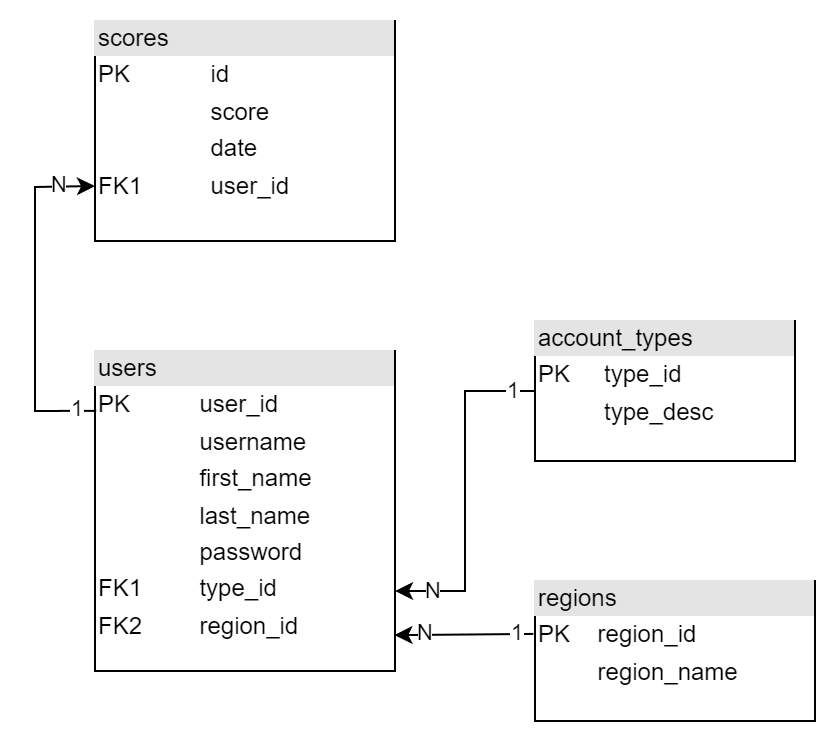 scores
PK id
score
date
N FK1 user_id
users
1 PK user_id
username
first_name
last_name
password
FK1 type_id N
FK2 region_id N
account_types
1 PK type_id
type_desc
regions
1 PK region_id
region_name